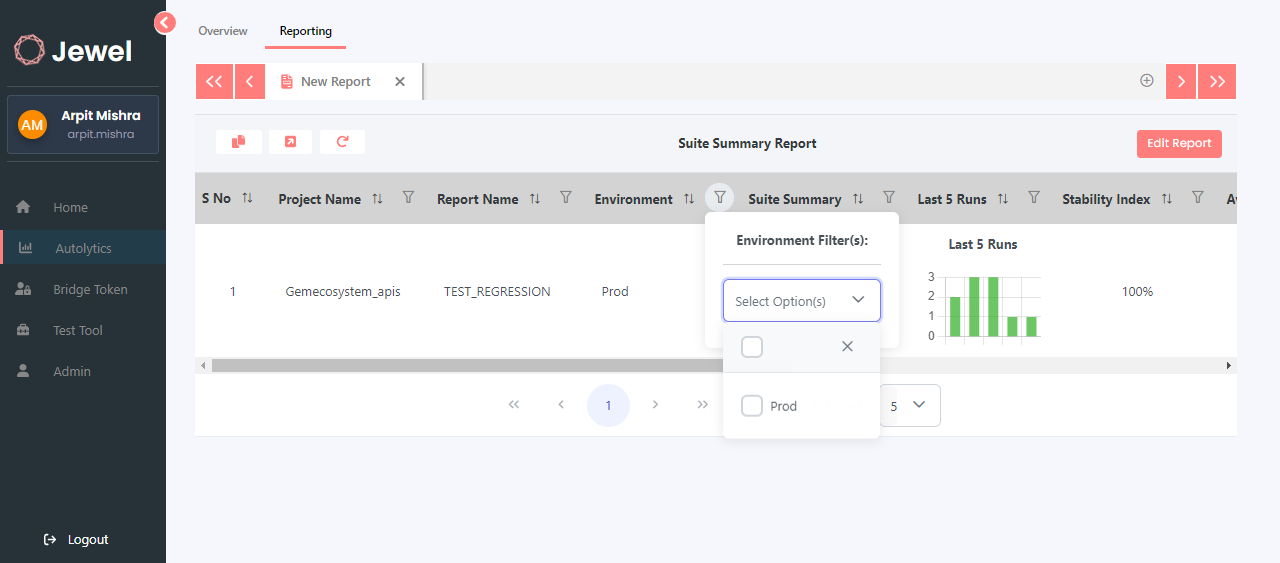 Jewel
AM
Arpit Mishra
arpit.mishra
Home
Autolytics
Bridge Token
Test Tool
Admin
Logout
Overview Reporting
New Report
Suite Summary Report
Edit Report
S No Project Name Report Name Environment Suite Summary Last 5 Runs Stability Index
Environment Filter(s):
Select Option(s)
Prod
1 Gemecosystem_apis TEST_REGRESSION Prod
Last 5 Runs
3
2
1
0
100%
1
5